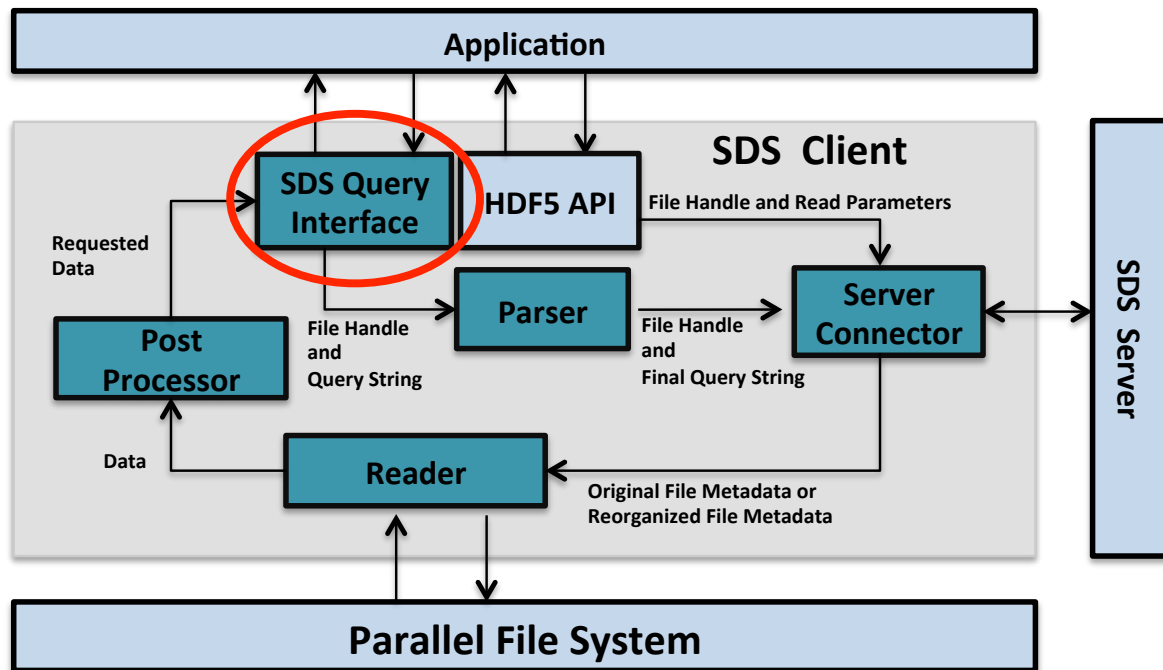 Application
SDS Client
SDS Query
Interface
HDF5 API
File Handle and Read Parameters
Requested
Data
Parser
Server
Connector
SDS Server
Post
Processor
File Handle
and
Query String
File Handle
and
Final Query String
Data
Reader
Original File Metadata or
Reorganized File Metadata
Parallel File System